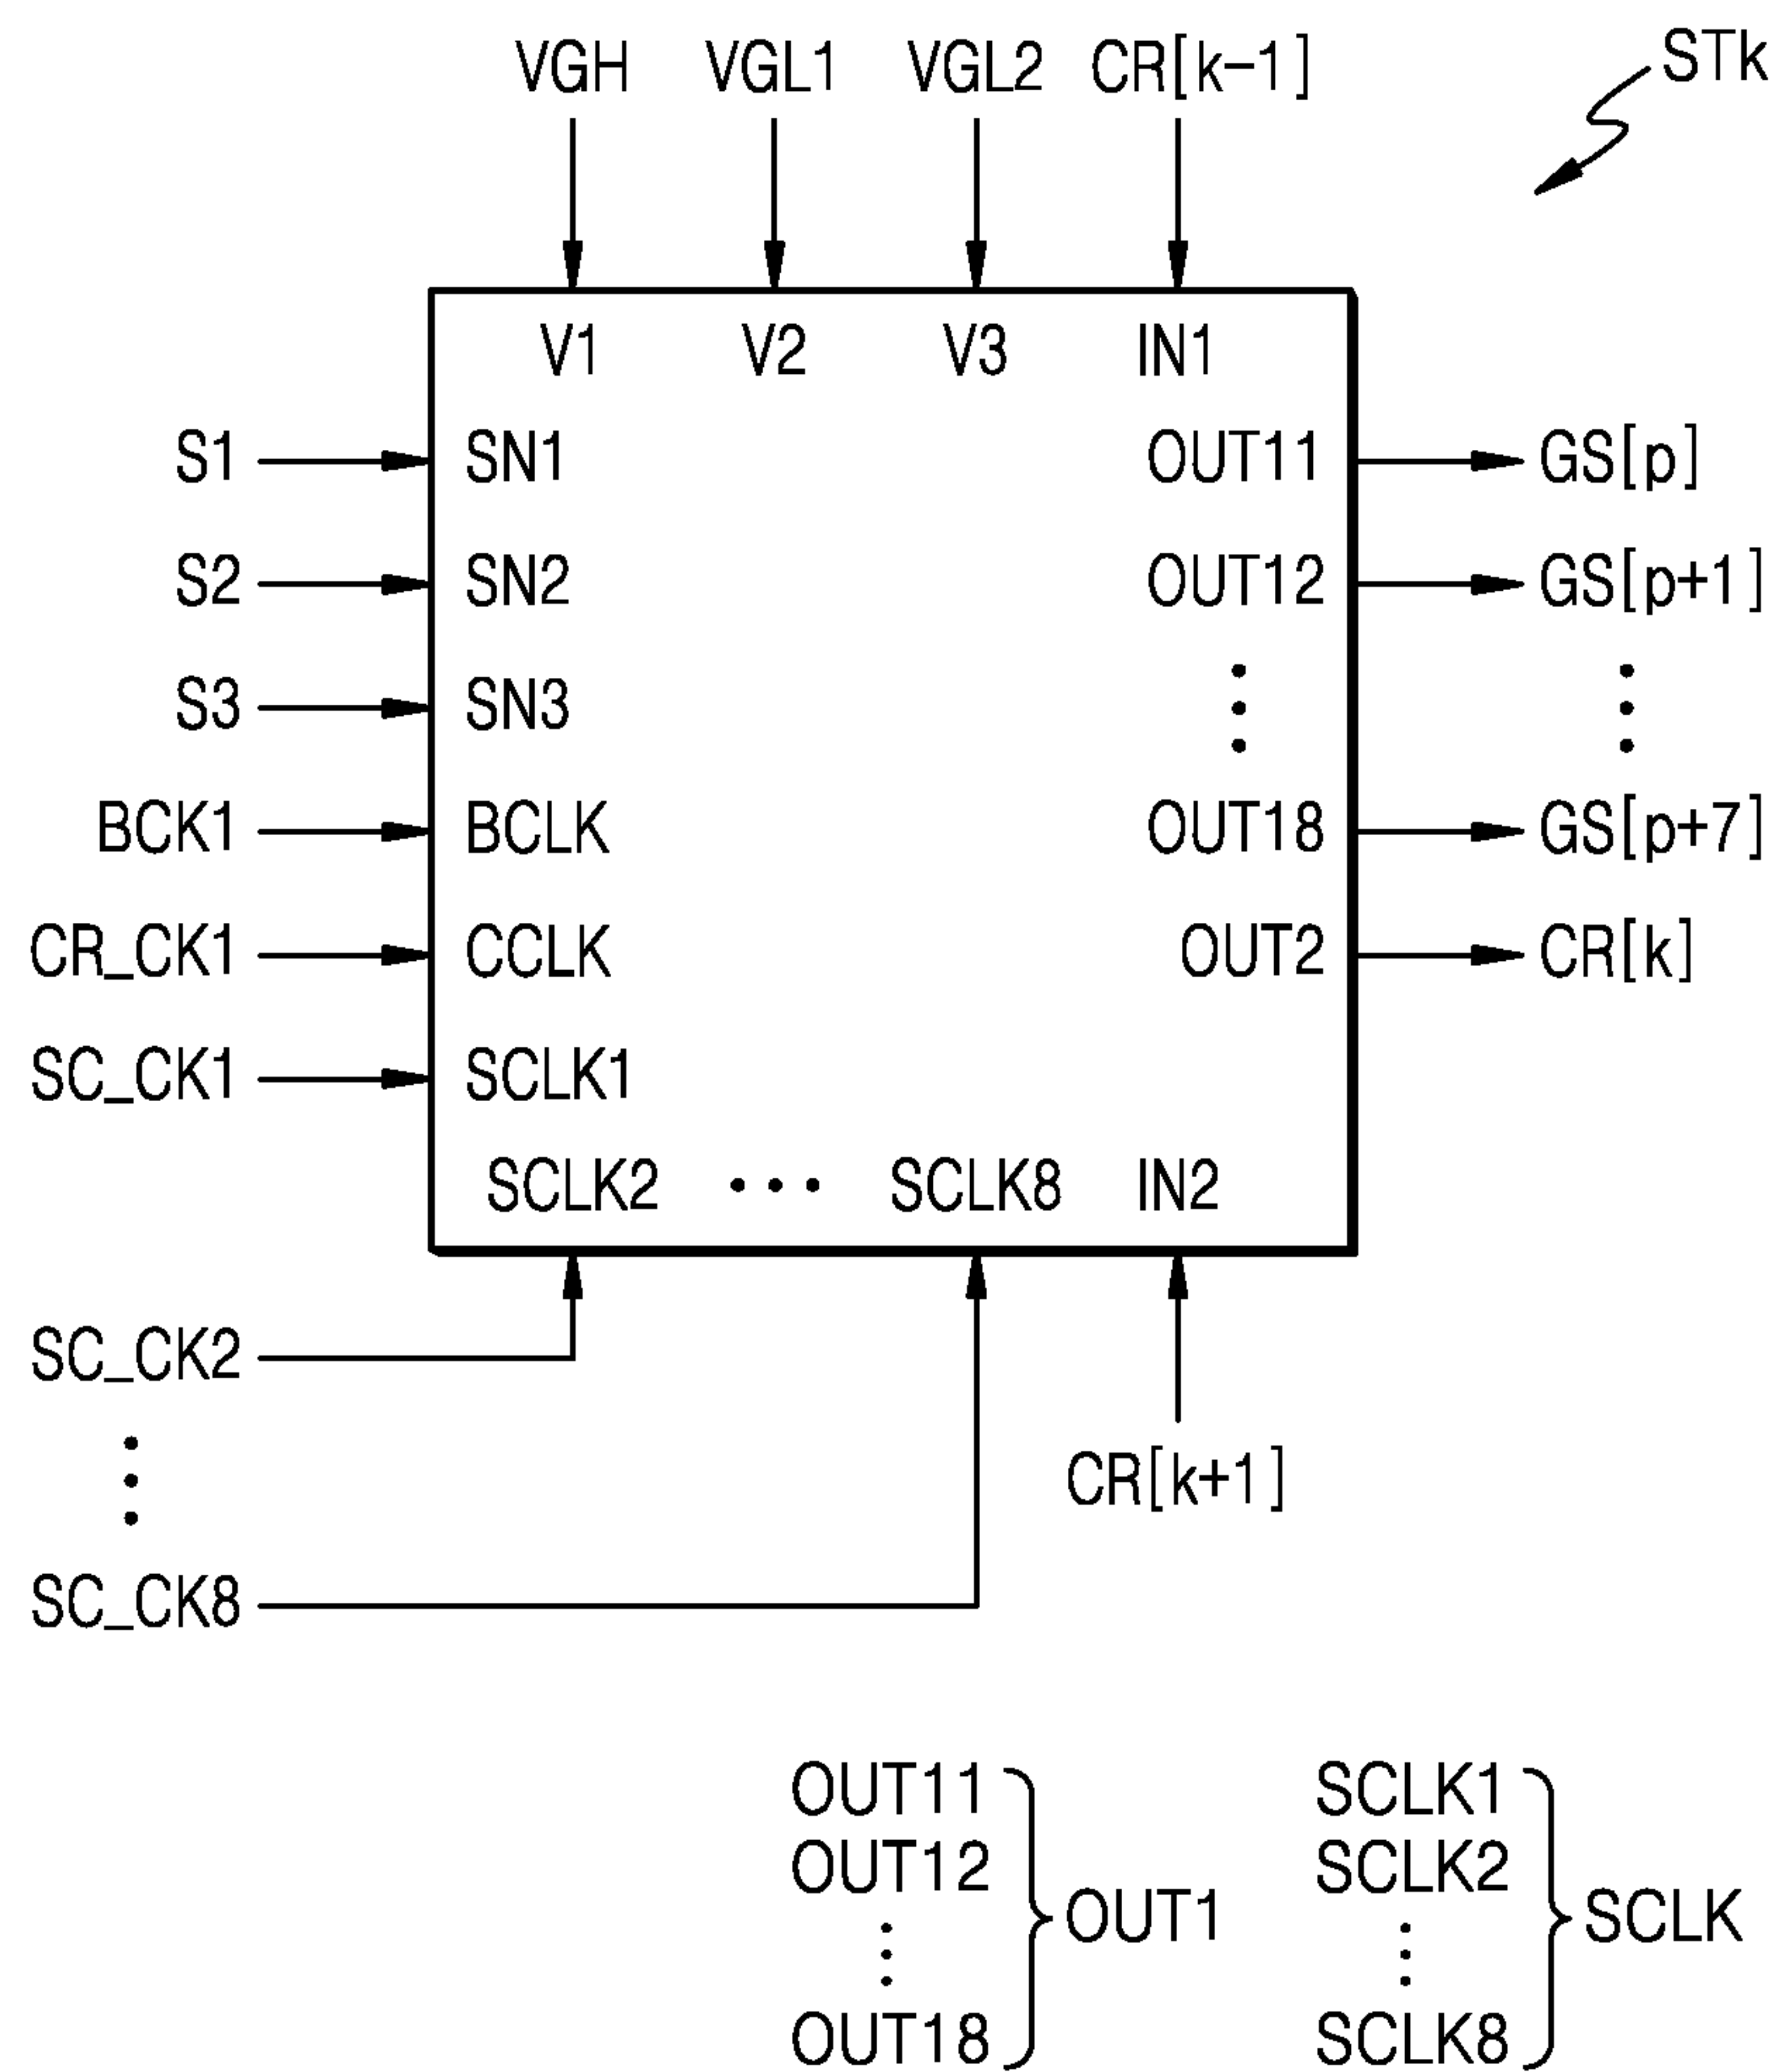 STk
VGH VGL1 VGL2 CR[k-1]
V1 V2 V3 IN1
S1 SN1 OUT11 GS[p]
S2 SN2 OUT12 GS[p+1]
S3 SN3
BCK1 BCLK OUT18 GS[p+7]
CR_CK1 CCLK OUT2 CR[k]
SC_CK1 SCLK1
SCLK2 ... SCLK8 IN2
SC_CK2
CR[k+1]
SC_CK8
OUT11 SCLK1
OUT12 SCLK2
OUT1 SCLK
OUT18 SCLK8